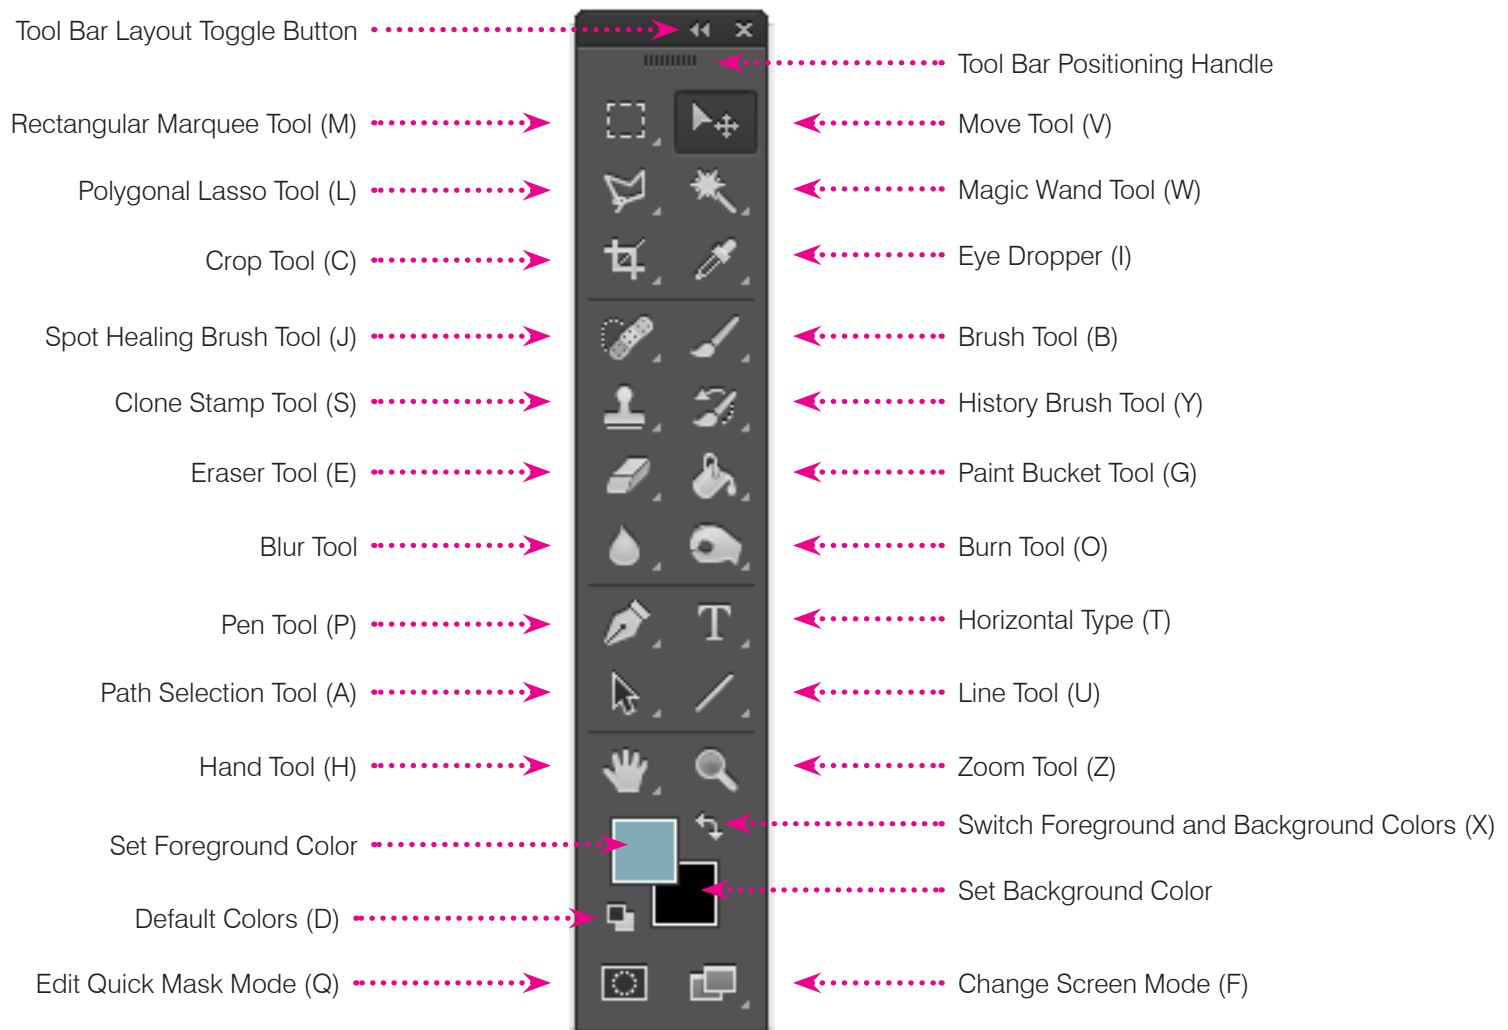 Tool Bar Layout Toggle Button
Tool Bar Positioning Handle
Rectangular Marquee Tool (M)
Move Tool (V)
Polygonal Lasso Tool (L)
Magic Wand Tool (W)
Crop Tool (C)
Eye Dropper (I)
Spot Healing Brush Tool (J)
Brush Tool (B)
Clone Stamp Tool (S)
History Brush Tool (Y)
Eraser Tool (E)
Paint Bucket Tool (G)
Blur Tool
Burn Tool (O)
Pen Tool (P)
Horizontal Type (T)
Path Selection Tool (A)
Line Tool (U)
Hand Tool (H)
Zoom Tool (Z)
Switch Foreground and Background Colors (X)
Set Foreground Color
Set Background Color
Default Colors (D)
Edit Quick Mask Mode (Q)
Change Screen Mode (F)